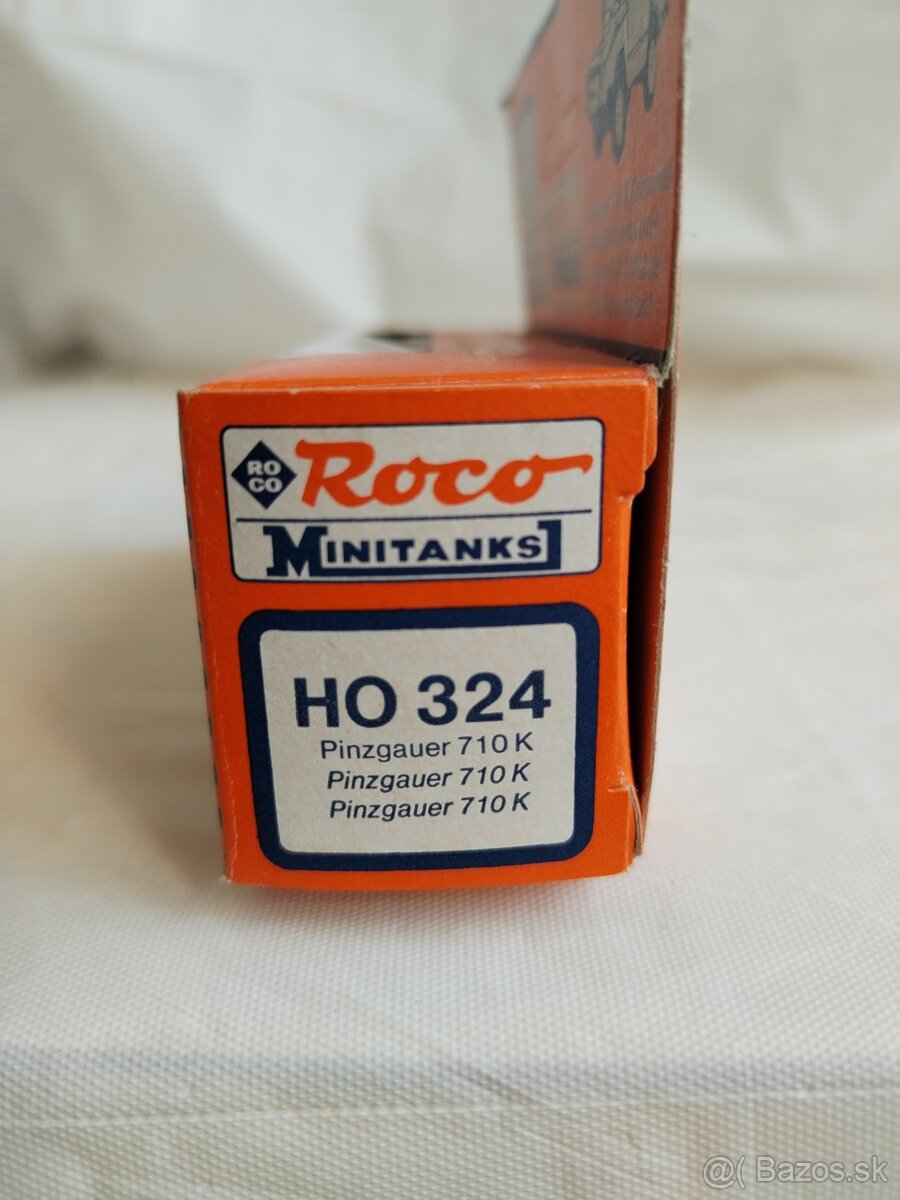 RO
CO
Roco
MINITANKS
HO 324
Pinzgauer 710 K
Pinzgauer 710 K
Pinzgauer 710 K
@( Bazos.sk